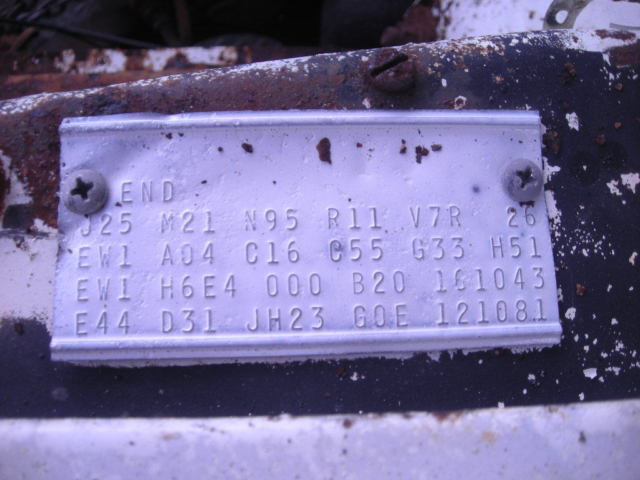 END
J25 M21 N95 R11 V7R 26
EW1 A04 C16 C55 G33 H51
EW1 H6E4 000 B20 161043
E44 D31 JH23 G0E 121081